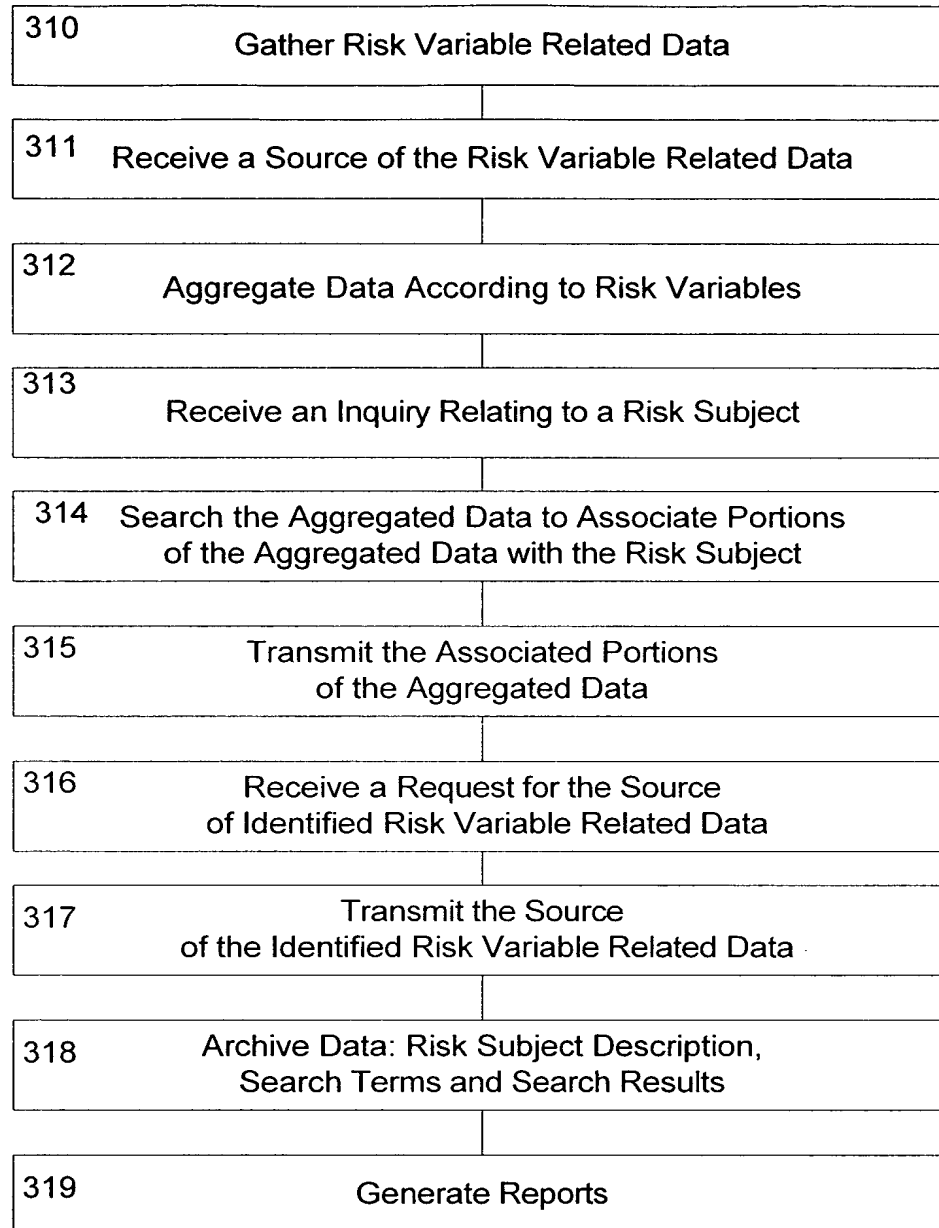 310
Gather Risk Variable Related Data
311
Receive a Source of the Risk Variable Related Data
312
Aggregate Data According to Risk Variables
313
Receive an Inquiry Relating to a Risk Subject
314
Search the Aggregated Data to Associate Portions
of the Aggregated Data with the Risk Subject
315
Transmit the Associated Portions
of the Aggregated Data
316
Receive a Request for the Source
of Identified Risk Variable Related Data
317
Transmit the Source
of the Identified Risk Variable Related Data
318
Archive Data: Risk Subject Description,
Search Terms and Search Results
319
Generate Reports